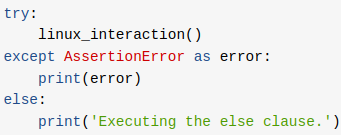 try:
    linux_interaction()
except AssertionError as error:
    print(error)
else:
    print('Executing the else clause.')